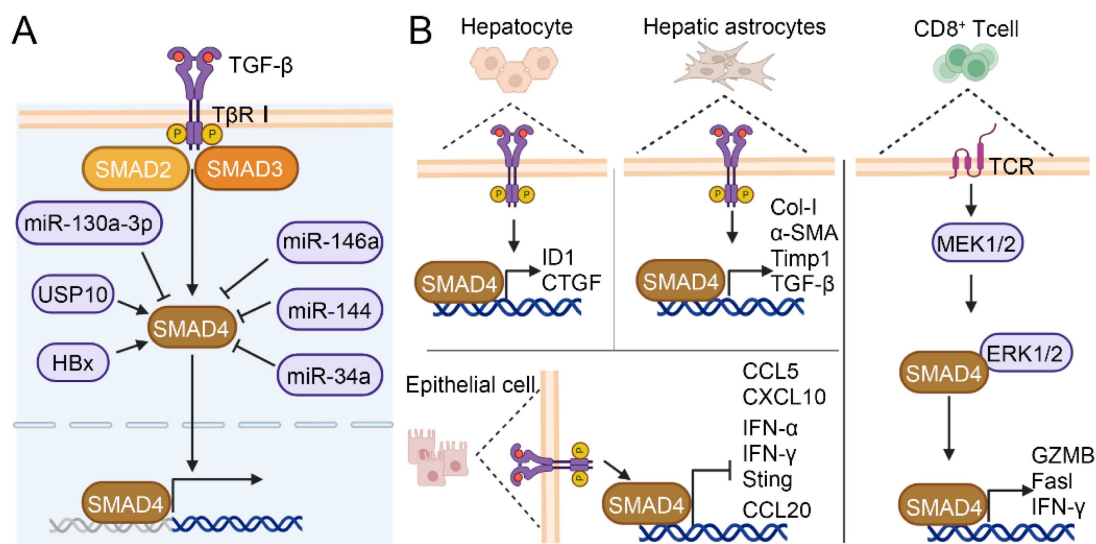 A
TGF-β
TβR I
P
P
SMAD2
SMAD3
miR-130a-3p
miR-146a
USP10
miR-144
SMAD4
HBx
miR-34a
SMAD4
B
Hepatocyte
P
P
SMAD4
ID1
CTGF
Hepatic astrocytes
P
P
Col-I
α-SMA
Timp1
TGF-β
SMAD4
Epithelial cell
P
P
SMAD4
CCL5
CXCL10
IFN-α
IFN-γ
Sting
CCL20
CD8⁺ Tcell
TCR
MEK1/2
ERK1/2
SMAD4
SMAD4
GZMB
Fasl
IFN-γ